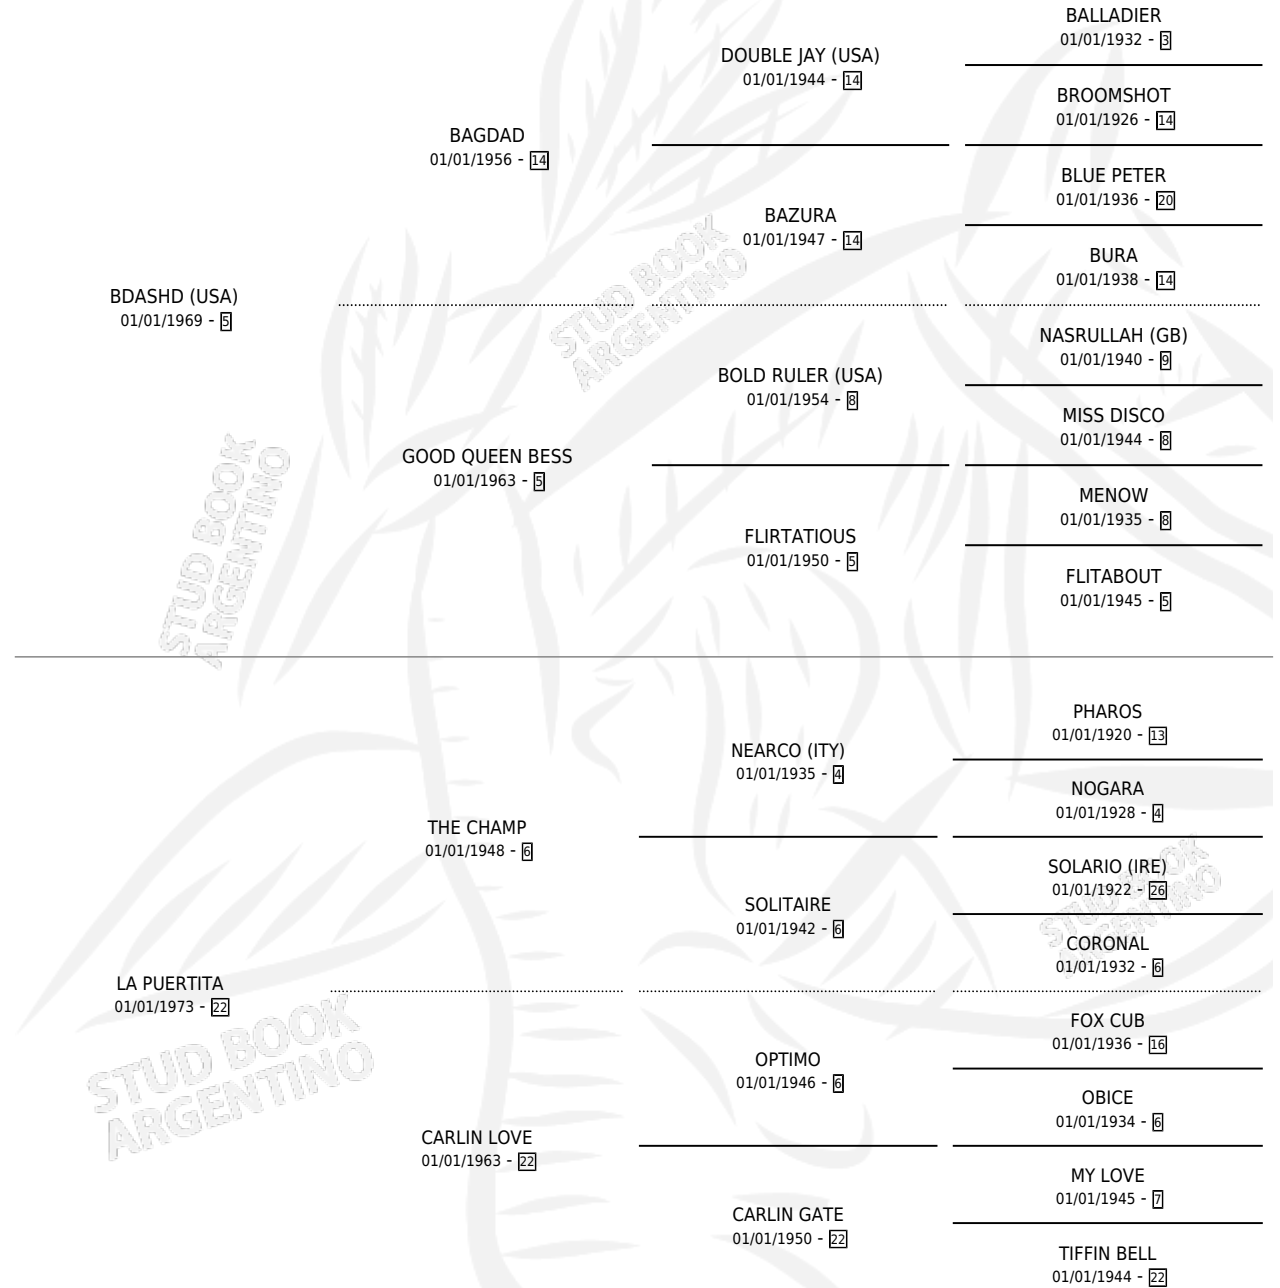 BALLADIER
01/01/1932 - 3
DOUBLE JAY (USA)
01/01/1944 - 14
BROOMSHOT
01/01/1926 - 14
BAGDAD
01/01/1956 - 14
BLUE PETER
01/01/1936 - 20
BAZURA
01/01/1947 - 14
BURA
01/01/1938 - 14
BDASHD (USA)
01/01/1969 - 5
STUD BOOK
ARGENTINO
NASRULLAH (GB)
01/01/1940 - 9
BOLD RULER (USA)
01/01/1954 - 8
MISS DISCO
01/01/1944 - 8
GOOD QUEEN BESS
01/01/1963 - 5
MENOW
01/01/1935 - 8
FLIRTATIOUS
01/01/1950 - 5
FLITABOUT
01/01/1945 - 5
STUD BOOK
ARGENTINO
PHAROS
01/01/1920 - 13
NEARCO (ITY)
01/01/1935 - 4
NOGARA
01/01/1928 - 4
THE CHAMP
01/01/1948 - 6
SOLARIO (IRE)
01/01/1922 - 26
SOLITAIRE
01/01/1942 - 6
STUD BOOK
ARGENTINO
CORONAL
01/01/1932 - 6
LA PUERTITA
01/01/1973 - 22
STUD BOOK
ARGENTINO
FOX CUB
01/01/1936 - 16
OPTIMO
01/01/1946 - 6
OBICE
01/01/1934 - 6
CARLIN LOVE
01/01/1963 - 22
MY LOVE
01/01/1945 - 7
CARLIN GATE
01/01/1950 - 22
TIFFIN BELL
01/01/1944 - 22